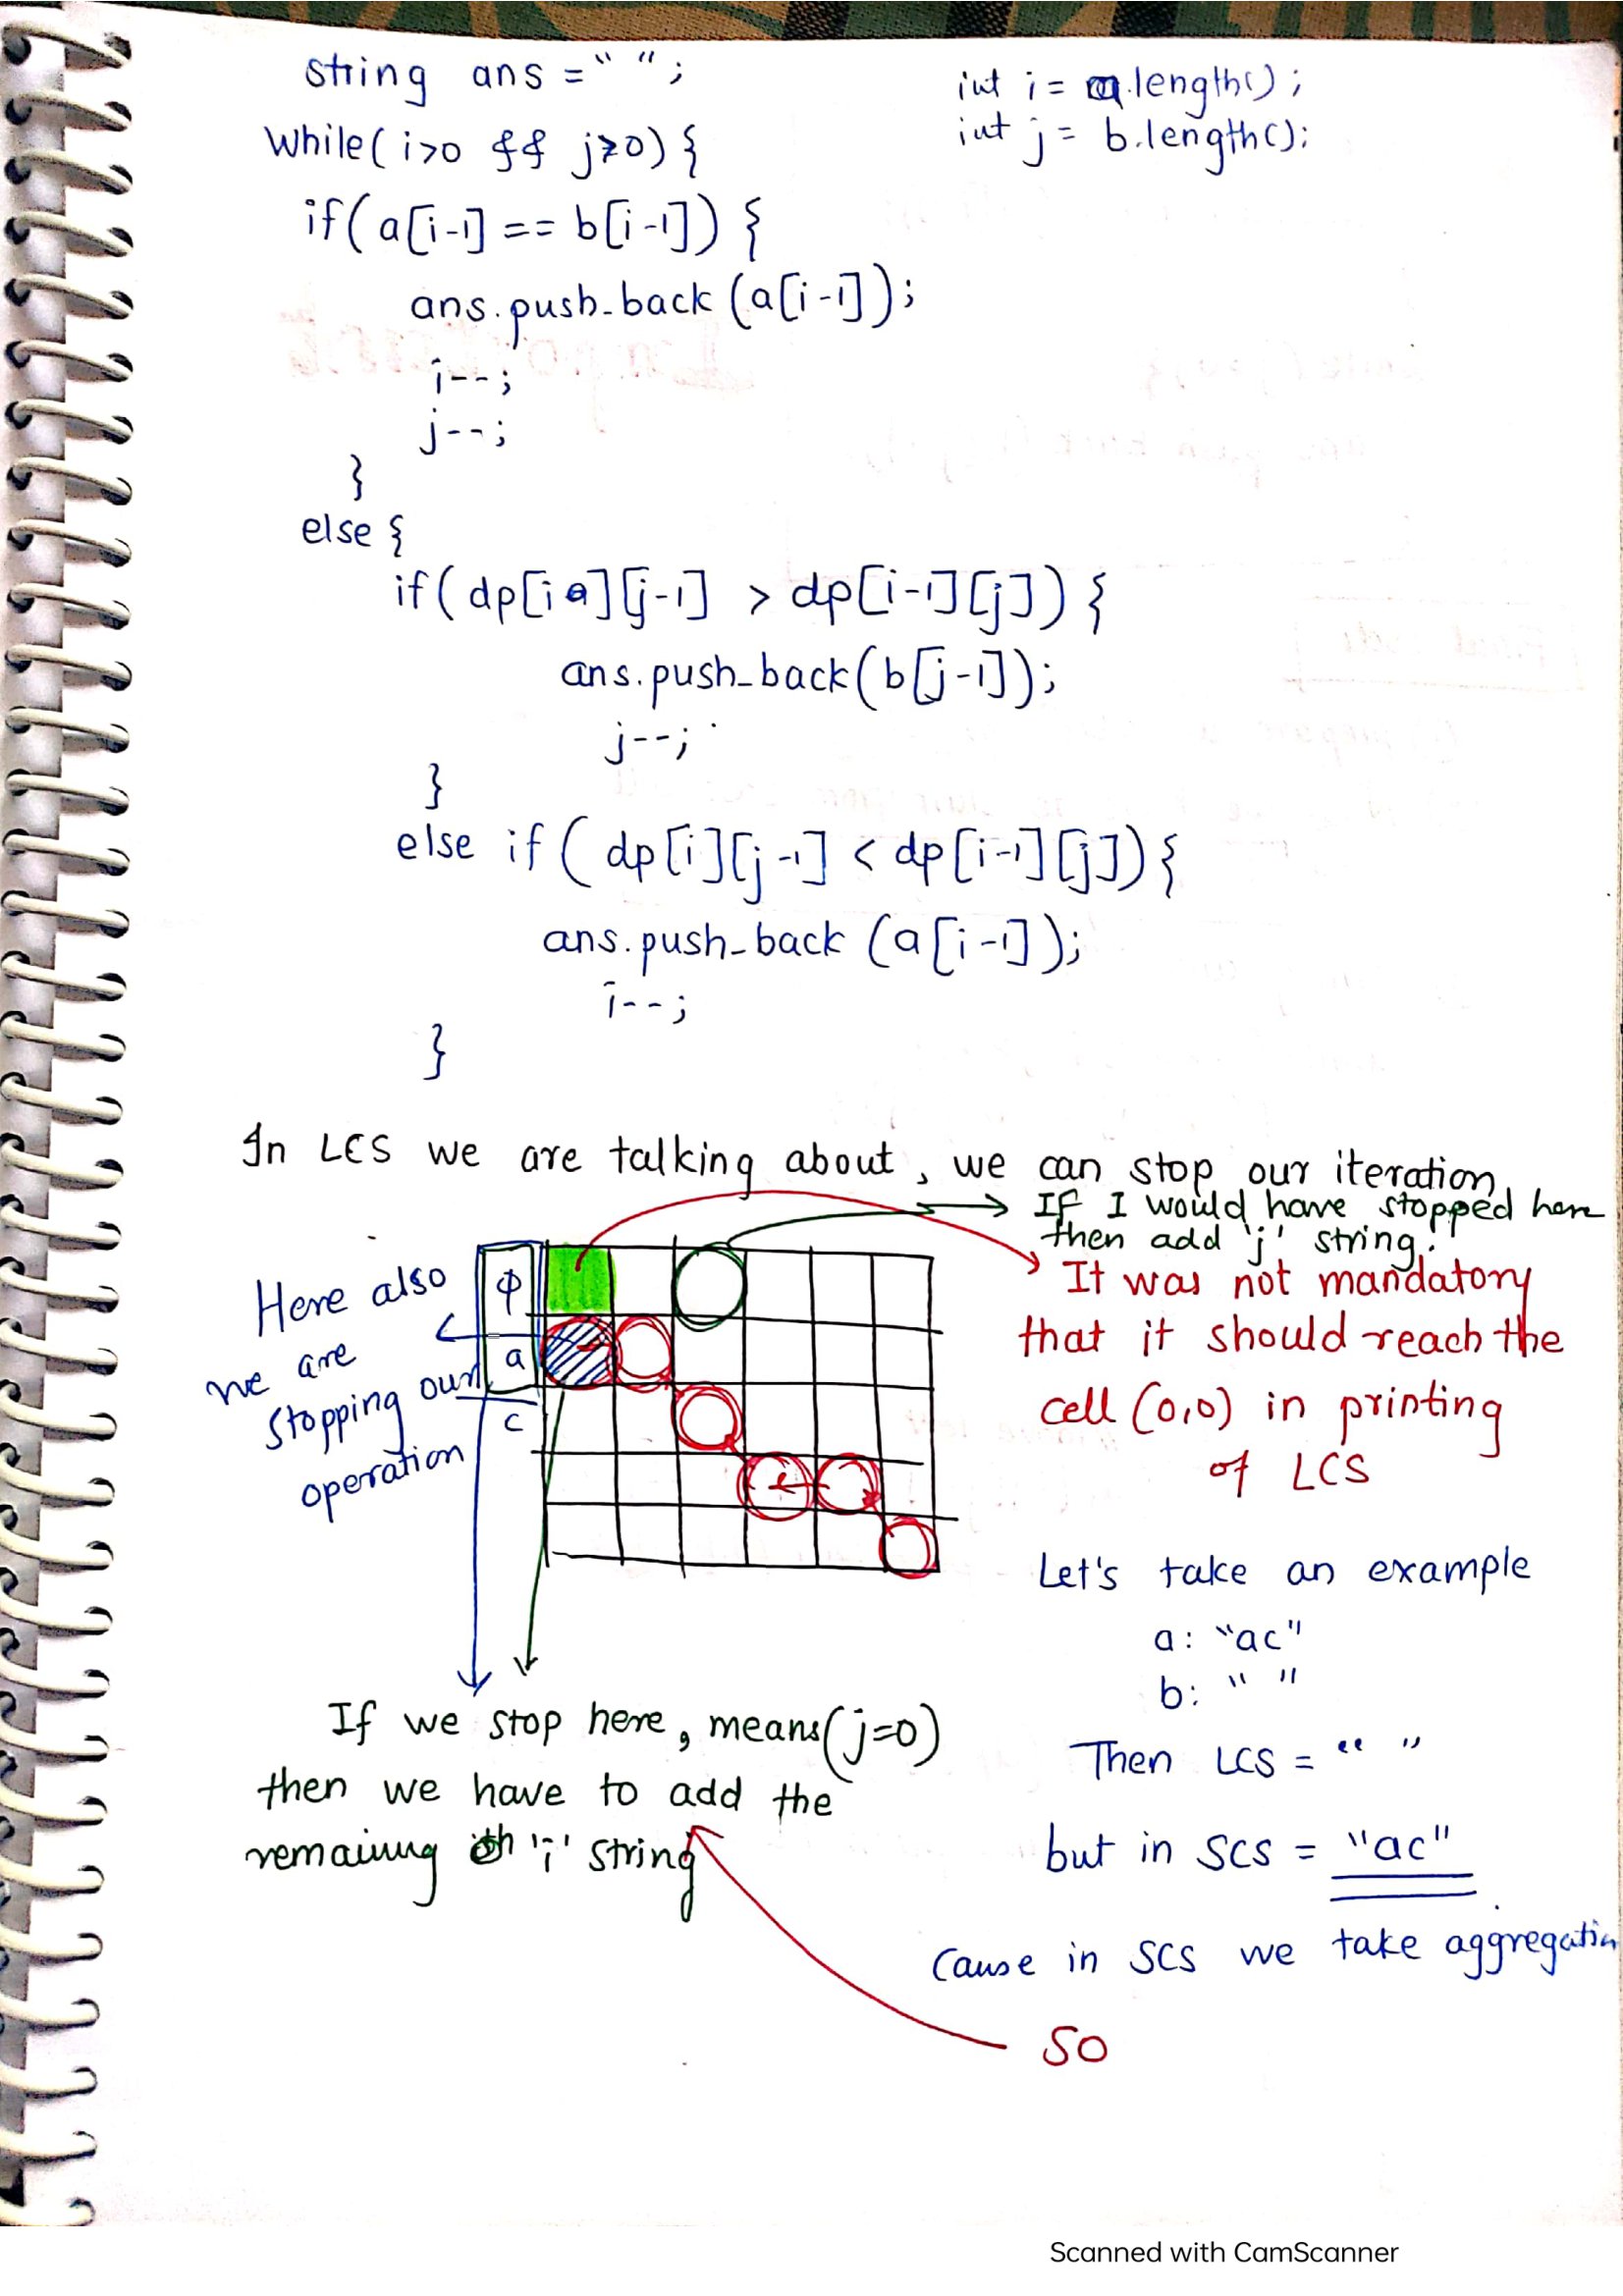 string ans = " ";
int i = a.length();
int j = b.length();
while(i>0 && j>0){
if(a[i-1] == b[i-1]) {
ans.push_back (a[i-1]);
i--;
j--;
}
else {
if( dp[i][j-1] > dp[i-1][j]) {
ans.push_back(b[j-1]);
j--;
}
else if ( dp[i][j-1] < dp[i-1][j]){
ans.push_back (a[i-1]);
i--;
}
In LCS we are talking about, we can stop our iteration
If I would have stopped here
then add 'j' string!
It was not mandatory
that it should reach the
cell (0,0) in printing
of LCS
Here also
we are
stopping our
operation
φ
a
c
Let's take an example
a: "ac"
b: " "
Then LCS = " "
but in SCS = "ac"
Cause in SCS we take aggregation
SO
If we stop here, means(j=0)
then we have to add the
remaining 'i' string
Scanned with CamScanner